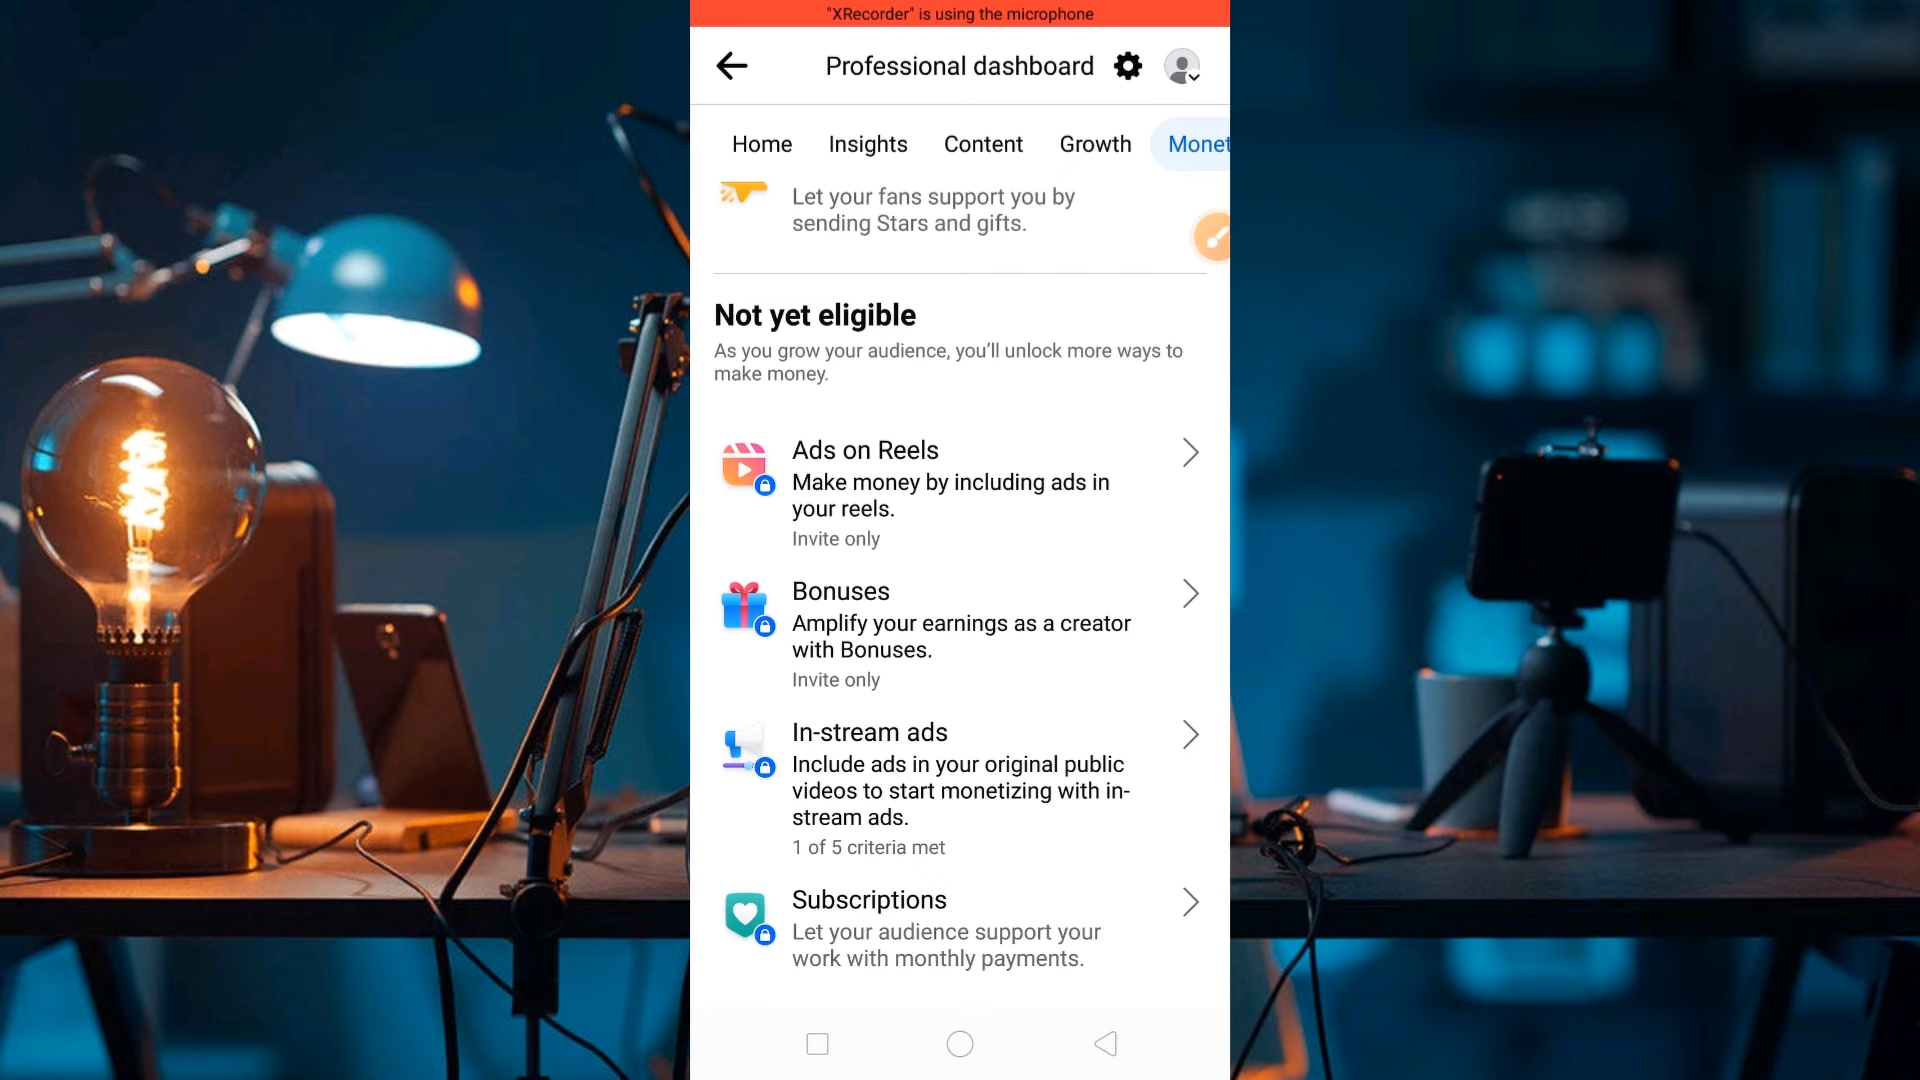 "XRecorder" is using the microphone
Professional dashboard
Home Insights Content Growth Monet
Let your fans support you by
sending Stars and gifts.
Not yet eligible
As you grow your audience, you’ll unlock more ways to
make money.
Ads on Reels
Make money by including ads in
your reels.
Invite only
Bonuses
Amplify your earnings as a creator
with Bonuses.
Invite only
In-stream ads
Include ads in your original public
videos to start monetizing with in-
stream ads.
1 of 5 criteria met
Subscriptions
Let your audience support your
work with monthly payments.